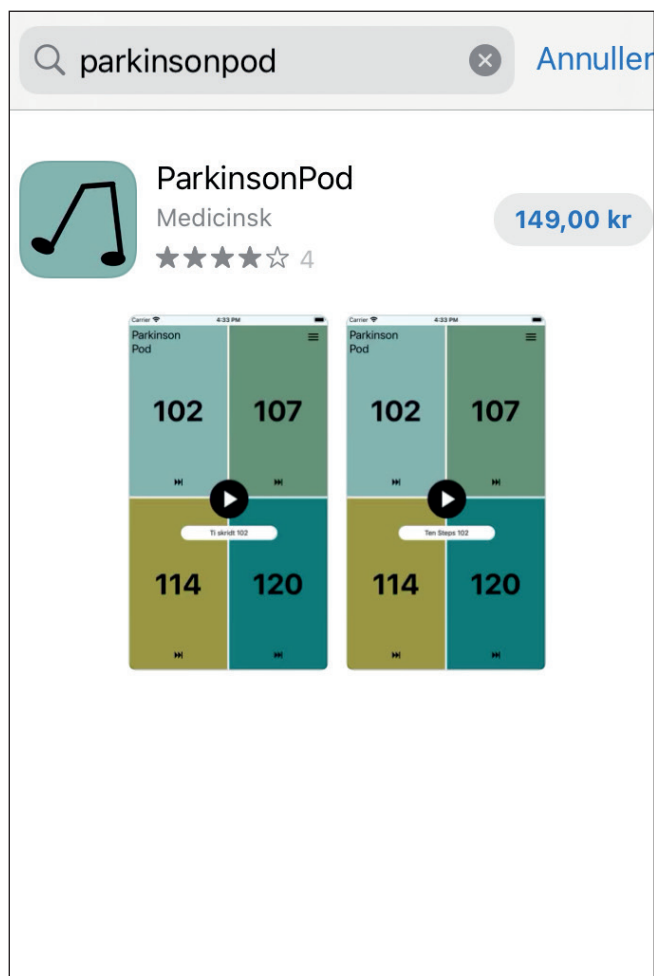 parkinsonpod
Annuller
ParkinsonPod
Medicinsk
149,00 kr
4
Carrier 4:33 PM
Parkinson
Pod
102 107
Ti skridt 102
114 120
Carrier 4:33 PM
Parkinson
Pod
102 107
Ten Steps 102
114 120